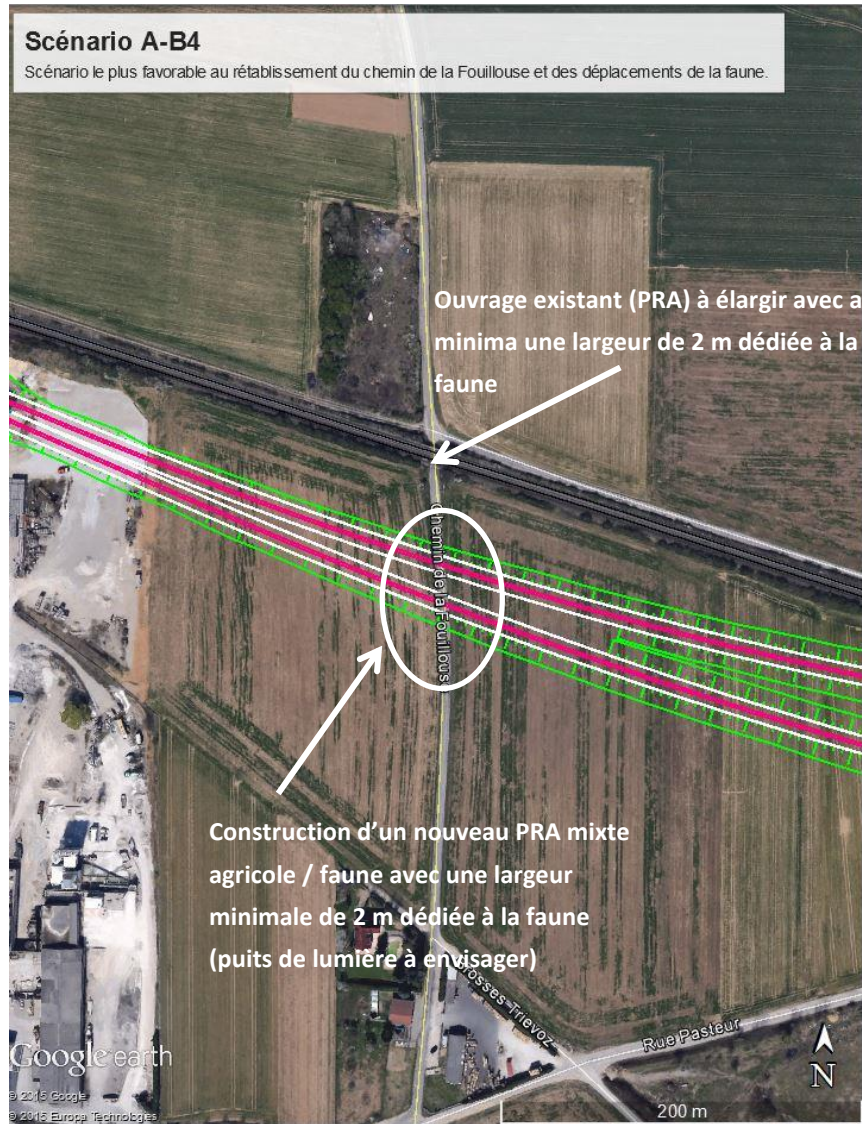 Scénario A-B4
Scénario le plus favorable au rétablissement du chemin de la Fouillouse et des déplacements de la faune.
Ouvrage existant (PRA) à élargir avec a
minima une largeur de 2 m dédiée à la
faune
Chemin de la Fouillous
Construction d'un nouveau PRA mixte
agricole / faune avec une largeur
minimale de 2 m dédiée à la faune
(puits de lumière à envisager)
rosses Trievoz
Rue Pasteur
Google earth
© 2015 Google
© 2015 Europa Technologies
N
200 m